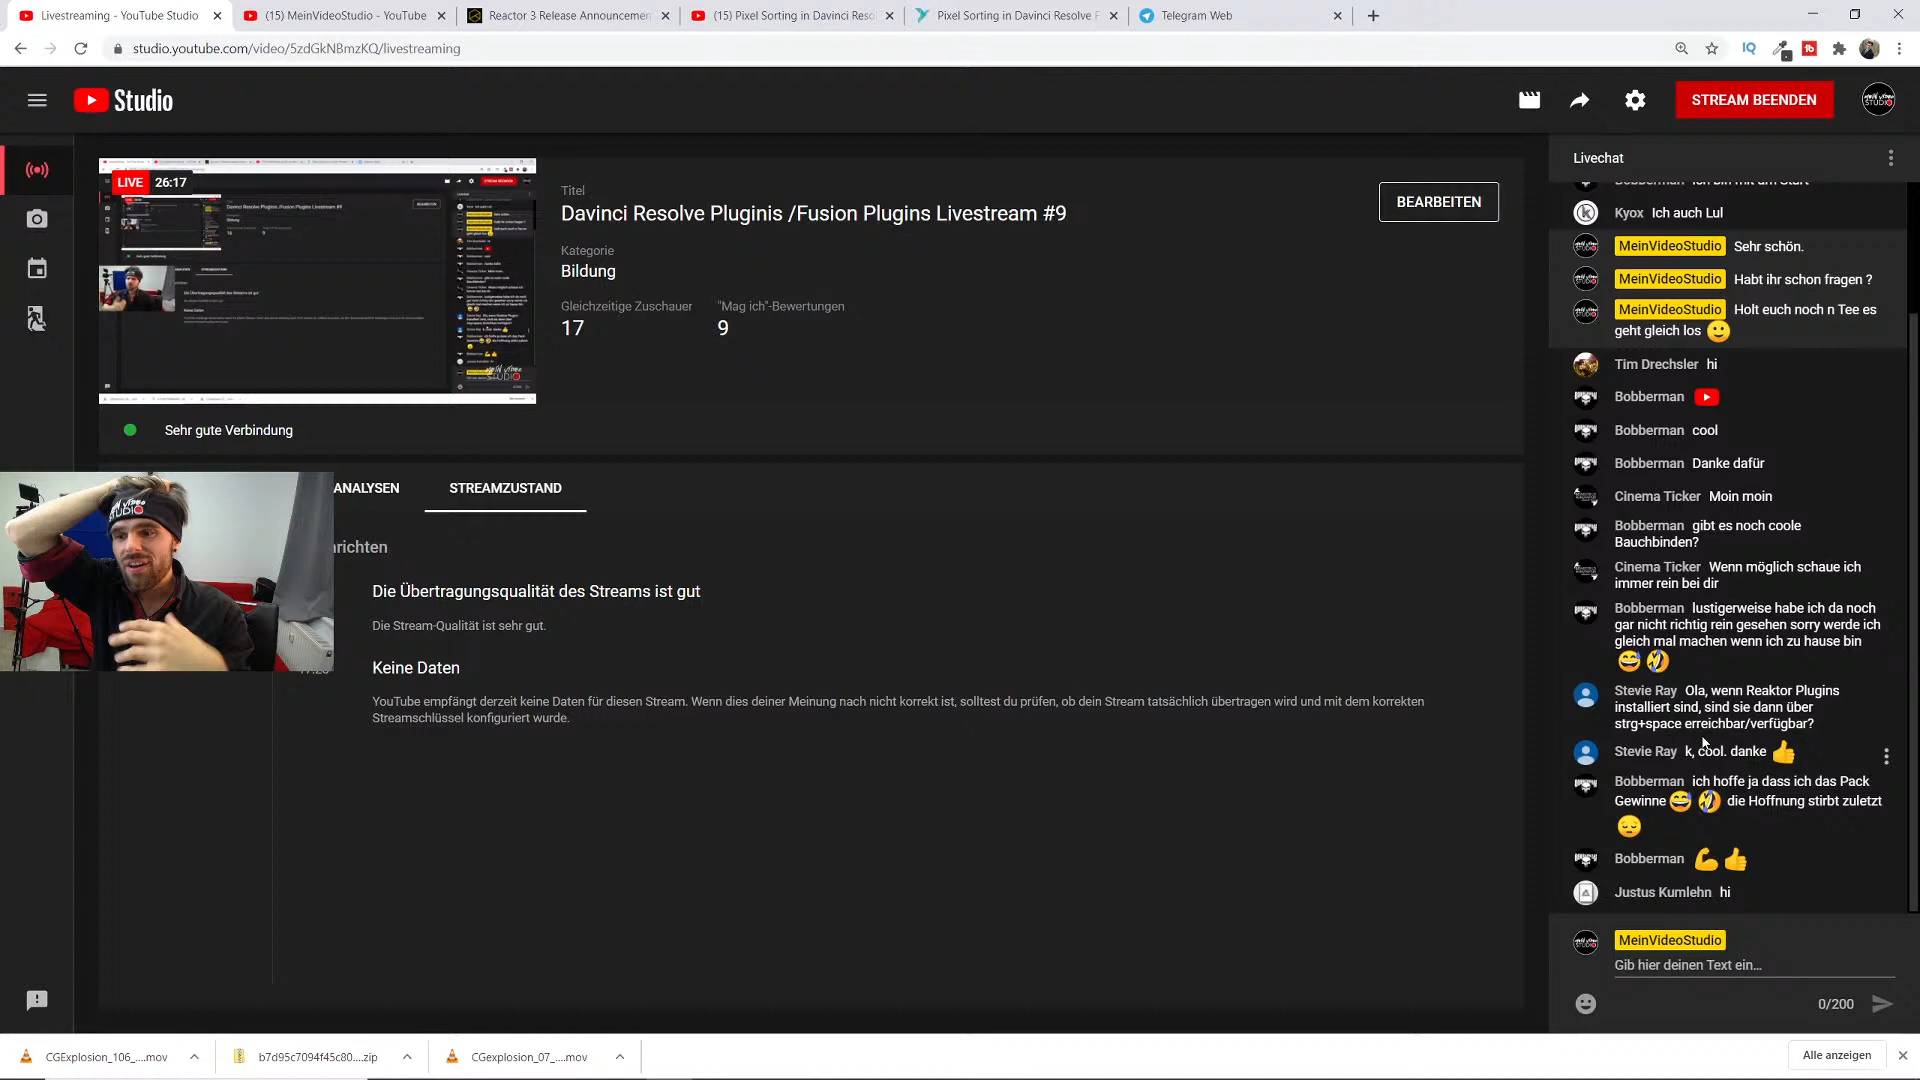 Livestreaming - YouTube Studio
(15) MeinVideoStudio - YouTube
Reactor 3 Release Announcemen
(15) Pixel Sorting in Davinci Reso
Pixel Sorting in Davinci Resolve F
Telegram Web
studio.youtube.com/video/5zdGkNBmzKQ/livestreaming
Studio
STREAM BEENDEN
LIVE 26:17
Titel
Davinci Resolve Pluginis /Fusion Plugins Livestream #9
BEARBEITEN
Kategorie
Bildung
Gleichzeitige Zuschauer
"Mag ich"-Bewertungen
17
9
Sehr gute Verbindung
ANALYSEN
STREAMZUSTAND
Die Übertragungsqualität des Streams ist gut
Die Stream-Qualität ist sehr gut.
Keine Daten
YouTube empfängt derzeit keine Daten für diesen Stream. Wenn dies deiner Meinung nach nicht korrekt ist, solltest du prüfen, ob dein Stream tatsächlich übertragen wird und mit dem korrekten
Streamschlüssel konfiguriert wurde.
Livechat
Kyox Ich auch Lul
MeinVideoStudio Sehr schön.
MeinVideoStudio Habt ihr schon fragen ?
MeinVideoStudio Holt euch noch n Tee es
geht gleich los 🙂
Tim Drechsler hi
Bobberman
Bobberman cool
Bobberman Danke dafür
Cinema Ticker Moin moin
Bobberman gibt es noch coole
Bauchbinden?
Cinema Ticker Wenn möglich schaue ich
immer rein bei dir
Bobberman lustigerweise habe ich da noch
gar nicht richtig rein gesehen sorry werde ich
gleich mal machen wenn ich zu hause bin
😅 🤣
Stevie Ray Ola, wenn Reaktor Plugins
installiert sind, sind sie dann über
strg+space erreichbar/verfügbar?
Stevie Ray k, cool. danke 👍
Bobberman ich hoffe ja dass ich das Pack
Gewinne 😅 🤣 die Hoffnung stirbt zuletzt
😔
Bobberman 💪👍
Justus Kumlehn hi
MeinVideoStudio
Gib hier deinen Text ein...
0/200
CGExplosion_106_....mov
b7d95c7094f45c80....zip
CGexplosion_07_....mov
Alle anzeigen